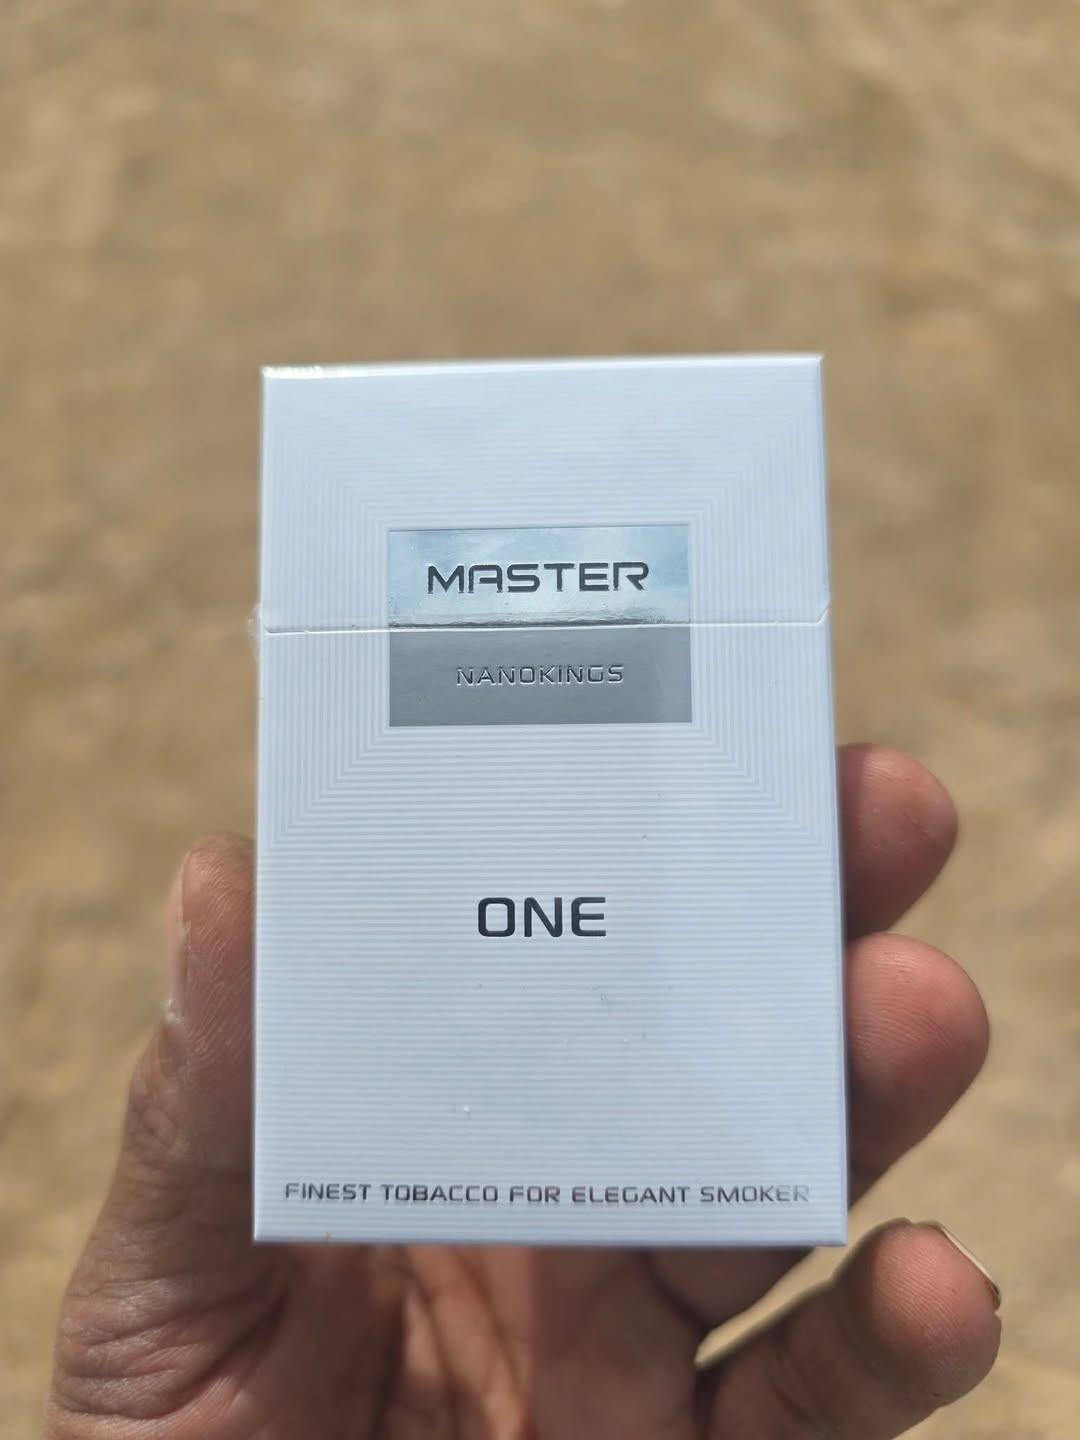 MASTER
NANOKINGS
ONE
FINEST TOBACCO FOR ELEGANT SMOKER